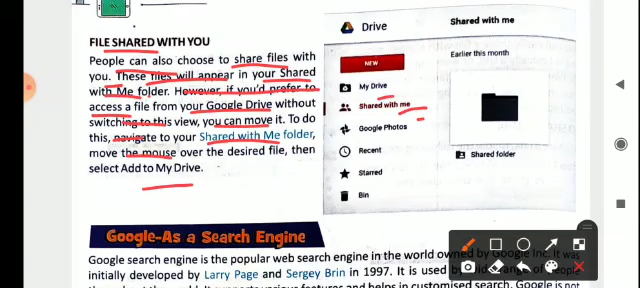 FILE SHARED WITH YOU
People can also choose to share files with
you. These files will appear in your Shared
with Me folder. However, if you'd prefer to
access a file from your Google Drive without
switching to this view, you can move it. To do
this, navigate to your Shared with Me folder,
move the mouse over the desired file, then
select Add to My Drive.
Drive
NEW
My Drive
Shared with me
Google Photos
Recent
Starred
Bin
Shared with me
Earlier this month
Shared folder
Google-As a Search Engine
Google search engine is the popular web search engine in the world owned by Google Inc. It was
initially developed by Larry Page and Sergey Brin in 1997. It is used by wide range of people